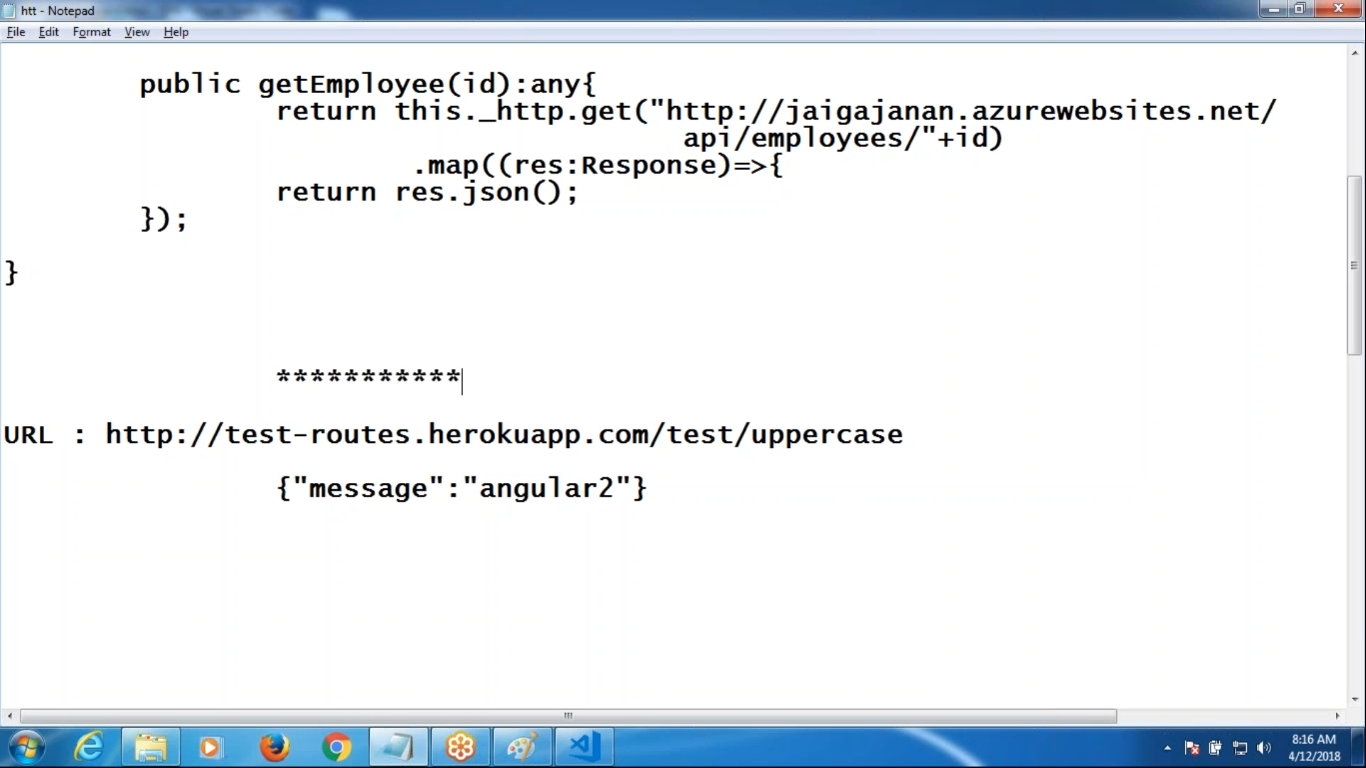 htt - Notepad
File Edit Format View Help
public getEmployee(id):any{
return this._http.get("http://jaigajanan.azurewebsites.net/
api/employees/"+id)
.map((res:Response)=>{
return res.json();
});
}
***********
URL : http://test-routes.herokuapp.com/test/uppercase
{"message":"angular2"}
8:16 AM
4/12/2018